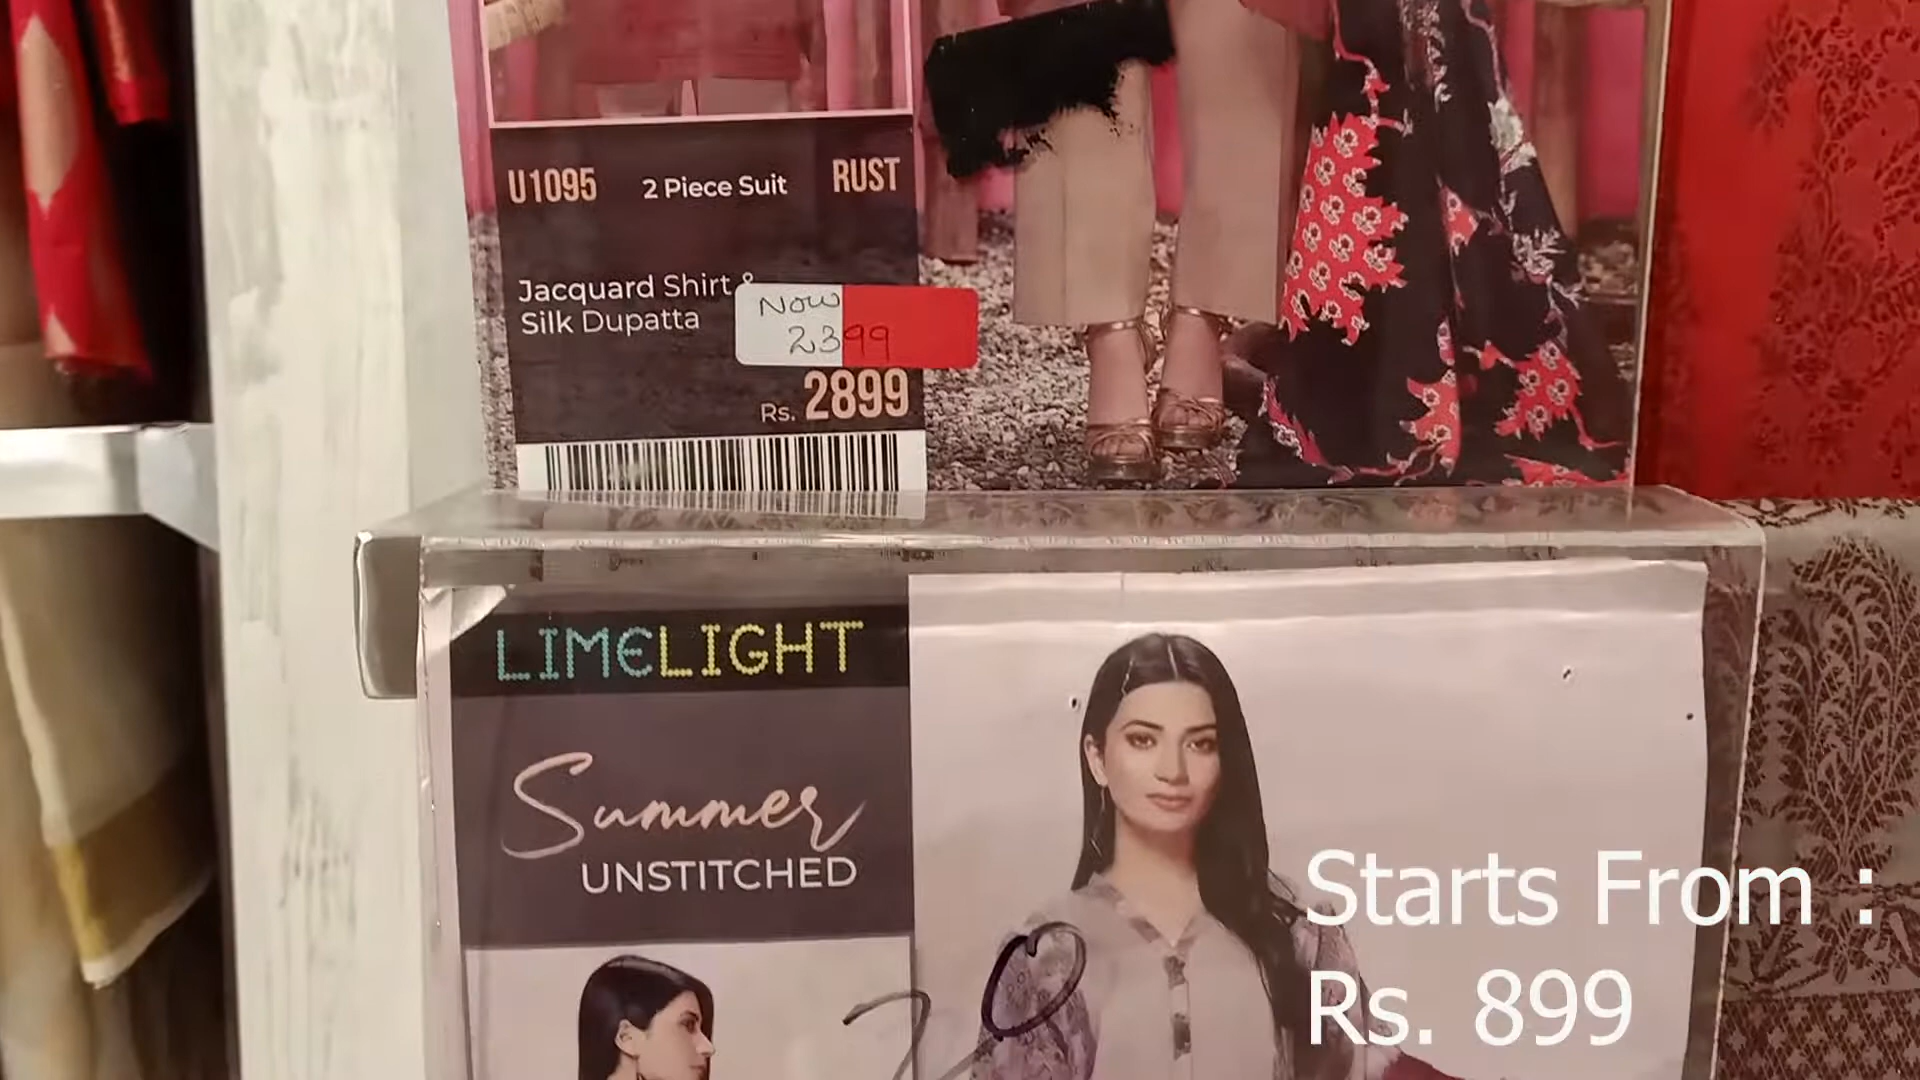 U1095 2 Piece Suit RUST
Jacquard Shirt &
Silk Dupatta
Now
2399
Rs. 2899
LIMELIGHT
Summer
UNSTITCHED
Starts From :
Rs. 899